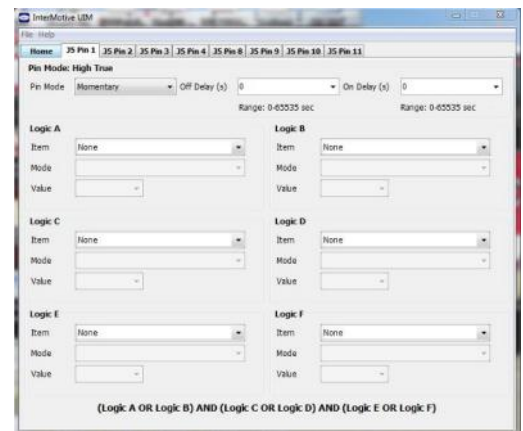 InterMotive UIM
File Help
Home J5 Pin 1 J5 Pin 2 J5 Pin 3 J5 Pin 4 J5 Pin 8 J5 Pin 9 J5 Pin 10 J5 Pin 11
Pin Mode: High True
Pin Mode Momentary Off Delay (s) 0 On Delay (s) 0
Range: 0-65535 sec Range: 0-65535 sec
Logic A Logic B
Item None Item None
Mode Mode
Value Value
Logic C Logic D
Item None Item None
Mode Mode
Value Value
Logic E Logic F
Item None Item None
Mode Mode
Value Value
(Logic A OR Logic B) AND (Logic C OR Logic D) AND (Logic E OR Logic F)